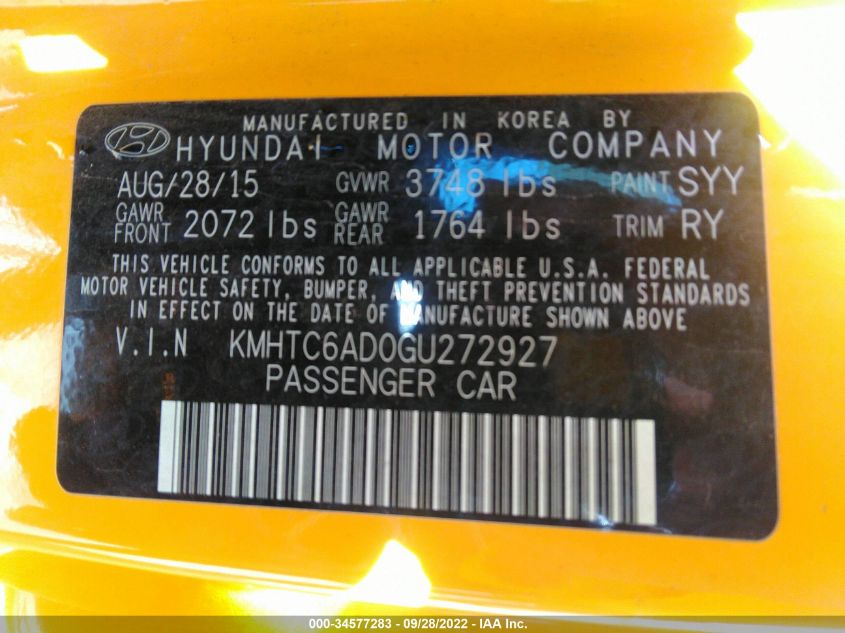 MANUFACTURED IN KOREA BY
HYUNDAI MOTOR COMPANY
AUG/28/15 GVWR 3748 lbs PAINT SYY
GAWR FRONT 2072 lbs GAWR REAR 1764 lbs TRIM RY
THIS VEHICLE CONFORMS TO ALL APPLICABLE U.S.A. FEDERAL
MOTOR VEHICLE SAFETY, BUMPER, AND THEFT PREVENTION STANDARDS
IN EFFECT ON THE DATE OF MANUFACTURE SHOWN ABOVE
V.I.N KMHTC6AD0GU272927
PASSENGER CAR
000-34577283 - 09/28/2022 - IAA Inc.